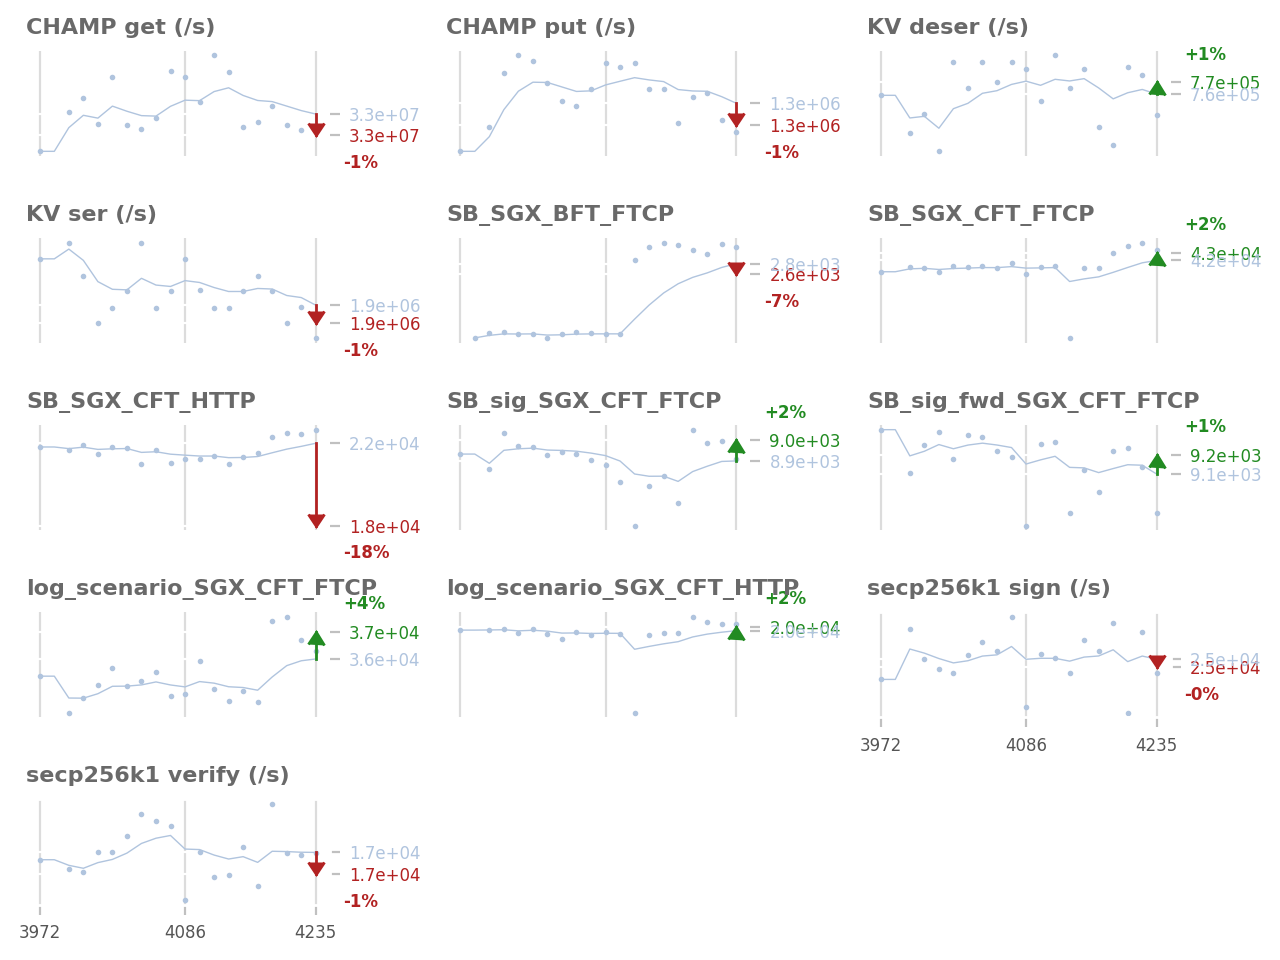 CHAMP get (/s)
3.3e+07
3.3e+07
-1%
CHAMP put (/s)
1.3e+06
1.3e+06
-1%
KV deser (/s)
+1%
7.7e+05
7.6e+05
KV ser (/s)
1.9e+06
1.9e+06
-1%
SB_SGX_BFT_FTCP
2.8e+03
2.6e+03
-7%
SB_SGX_CFT_FTCP
+2%
4.3e+04
4.2e+04
SB_SGX_CFT_HTTP
2.2e+04
1.8e+04
-18%
SB_sig_SGX_CFT_FTCP
+2%
9.0e+03
8.9e+03
SB_sig_fwd_SGX_CFT_FTCP
+1%
9.2e+03
9.1e+03
log_scenario_SGX_CFT_FTCP
+4%
3.7e+04
3.6e+04
log_scenario_SGX_CFT_HTTP
+2%
2.0e+04
2.0e+04
secp256k1 sign (/s)
2.5e+04
2.5e+04
-0%
3972 4086 4235
secp256k1 verify (/s)
1.7e+04
1.7e+04
-1%
3972 4086 4235